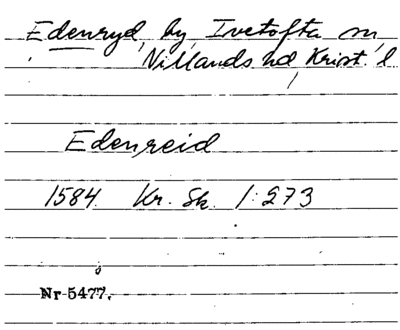 Edenryd, by, Ivetofta sn,
Villands hd, Krist. l
Edenreid
1584 Kr. Sk. 1:273
Nr 5477.